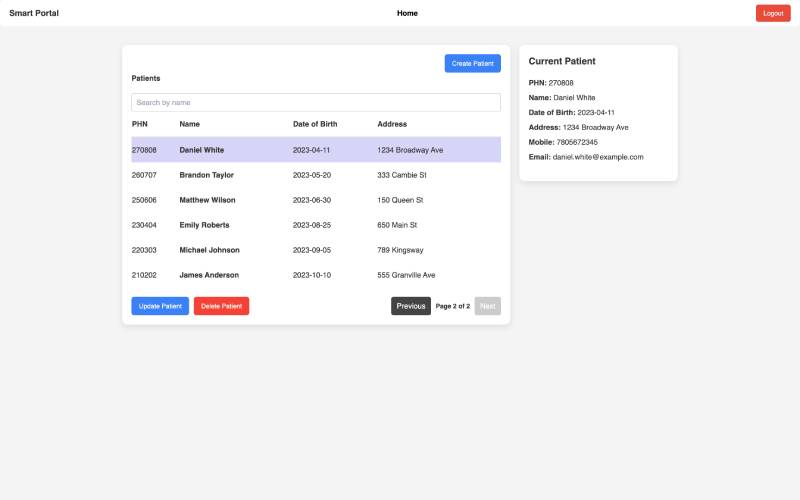 Smart Portal Home Logout
Create Patient
Patients
Search by name
PHN Name Date of Birth Address
270808 Daniel White 2023-04-11 1234 Broadway Ave
260707 Brandon Taylor 2023-05-20 333 Cambie St
250606 Matthew Wilson 2023-06-30 150 Queen St
230404 Emily Roberts 2023-08-25 650 Main St
220303 Michael Johnson 2023-09-05 789 Kingsway
210202 James Anderson 2023-10-10 555 Granville Ave
Update Patient Delete Patient Previous Page 2 of 2 Next
Current Patient
PHN: 270808
Name: Daniel White
Date of Birth: 2023-04-11
Address: 1234 Broadway Ave
Mobile: 7805672345
Email: daniel.white@example.com